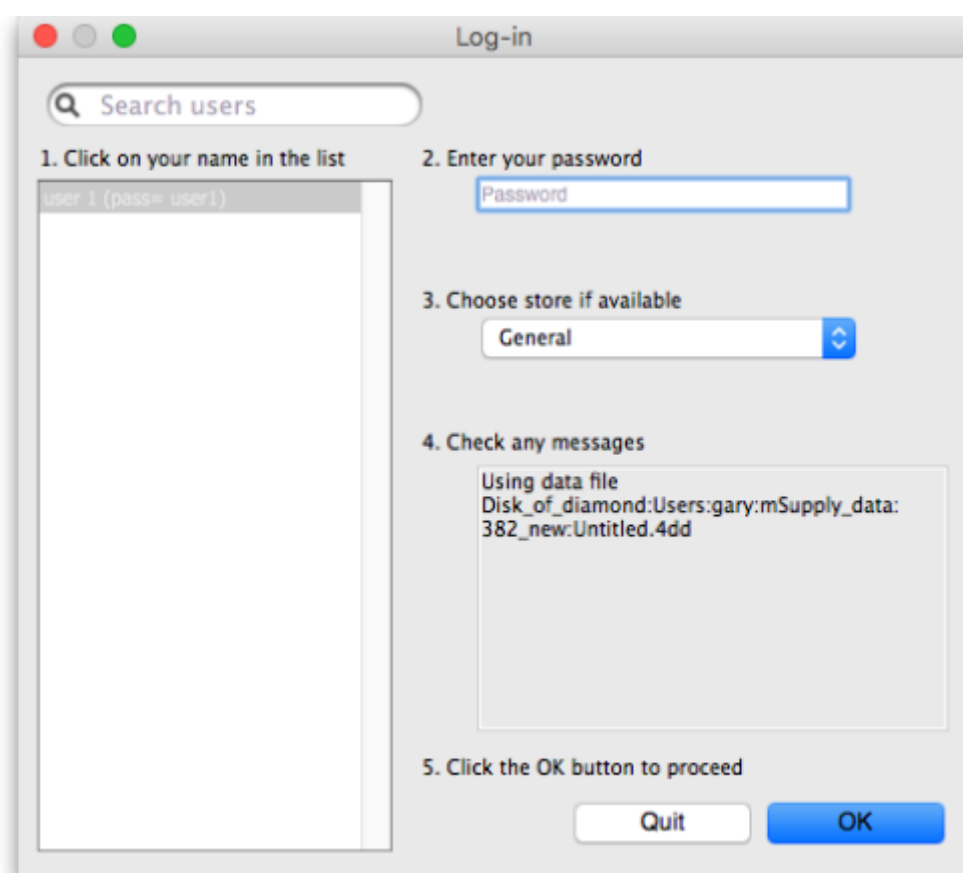 Log-in
Search users
1. Click on your name in the list
user 1 (pass= user1)
2. Enter your password
Password
3. Choose store if available
General
4. Check any messages
Using data file
Disk_of_diamond:Users:gary:mSupply_data:
382_new:Untitled.4dd
5. Click the OK button to proceed
Quit
OK